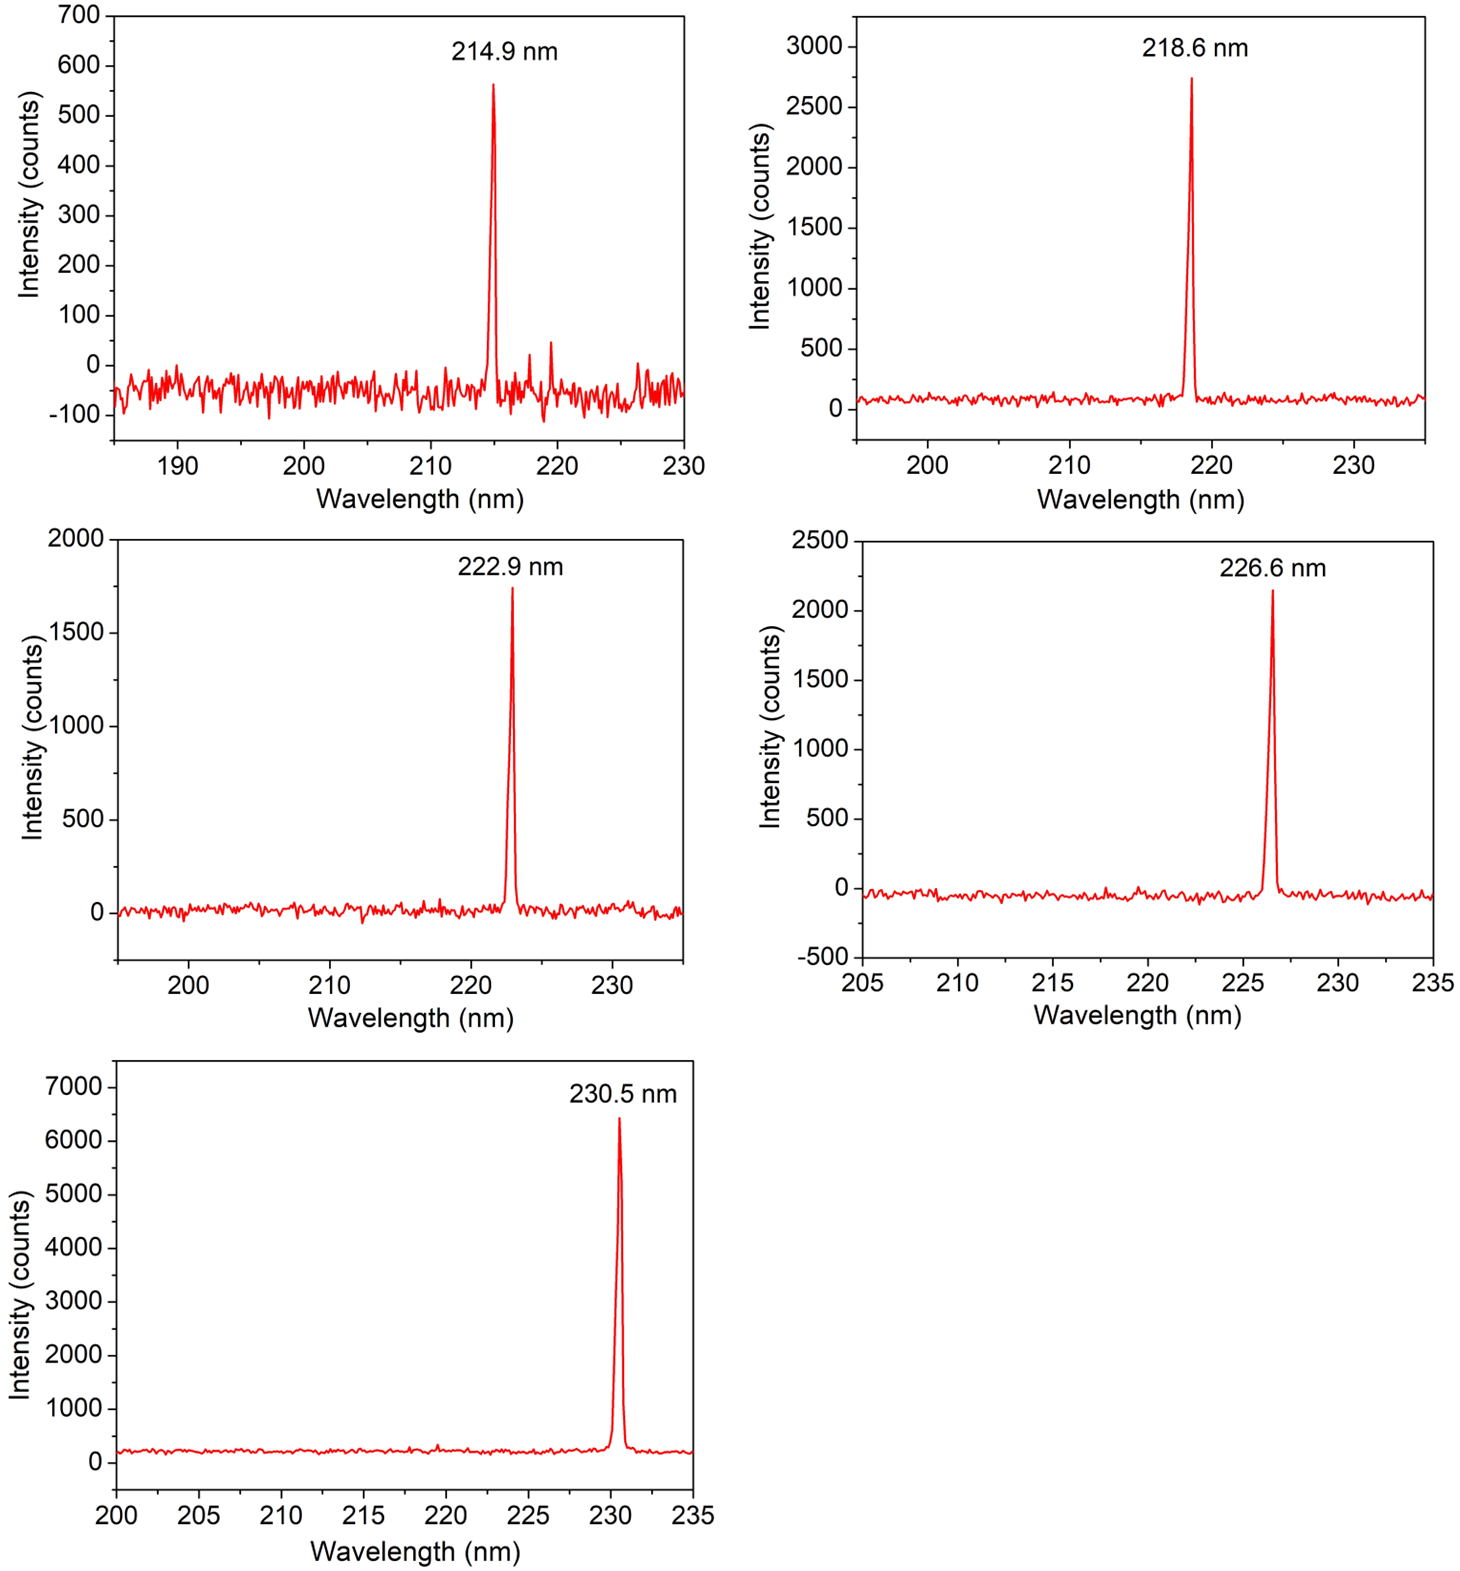 700
600
500
400
300
200
100
0
-100
Intensity (counts)
214.9 nm
190 200 210 220 230
Wavelength (nm)
3000
2500
2000
1500
1000
500
0
Intensity (counts)
218.6 nm
200 210 220 230
Wavelength (nm)
2000
1500
1000
500
0
Intensity (counts)
222.9 nm
200 210 220 230
Wavelength (nm)
2500
2000
1500
1000
500
0
-500
Intensity (counts)
226.6 nm
205 210 215 220 225 230 235
Wavelength (nm)
7000
6000
5000
4000
3000
2000
1000
0
Intensity (counts)
230.5 nm
200 205 210 215 220 225 230 235
Wavelength (nm)